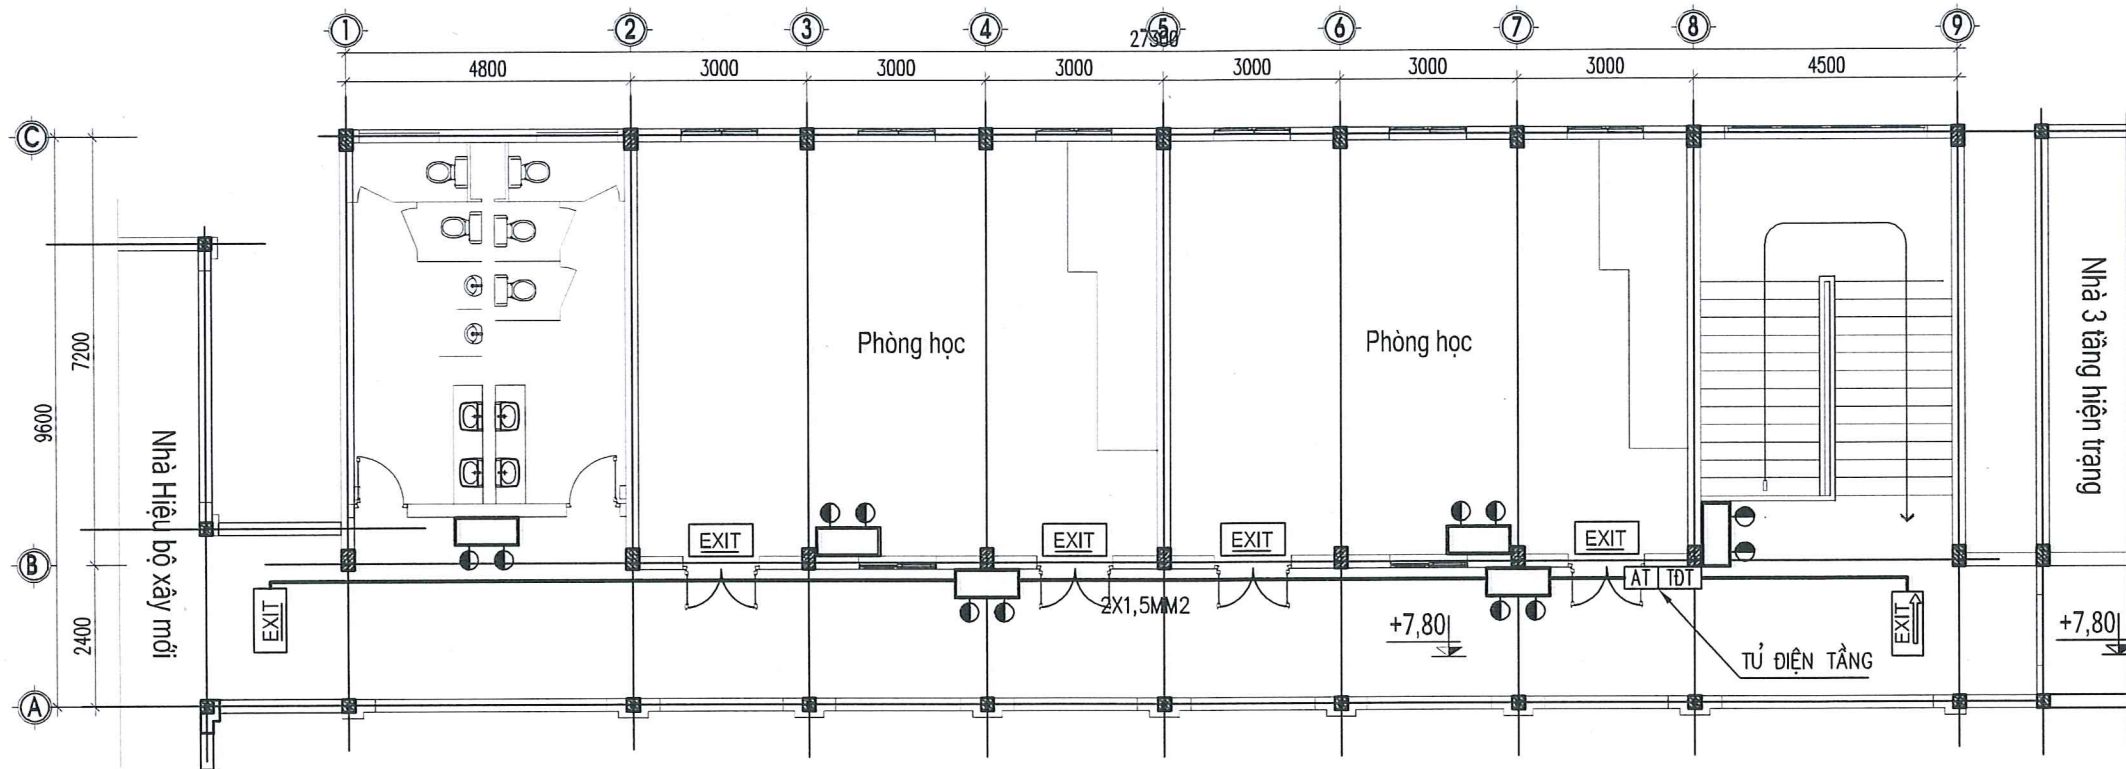 1 2 3 4 5 6 7 8 9
27300
4800 3000 3000 3000 3000 3000 3000 4500
C
B
A
9600
7200
2400
Nhà Hiệu bộ xây mới
Phòng học
Phòng học
Nhà 3 tầng hiện trạng
EXIT
EXIT
EXIT
EXIT
AT TĐT
EXIT
2X1,5MM2
+7,80
EXIT
+7,80
TỦ ĐIỆN TẦNG